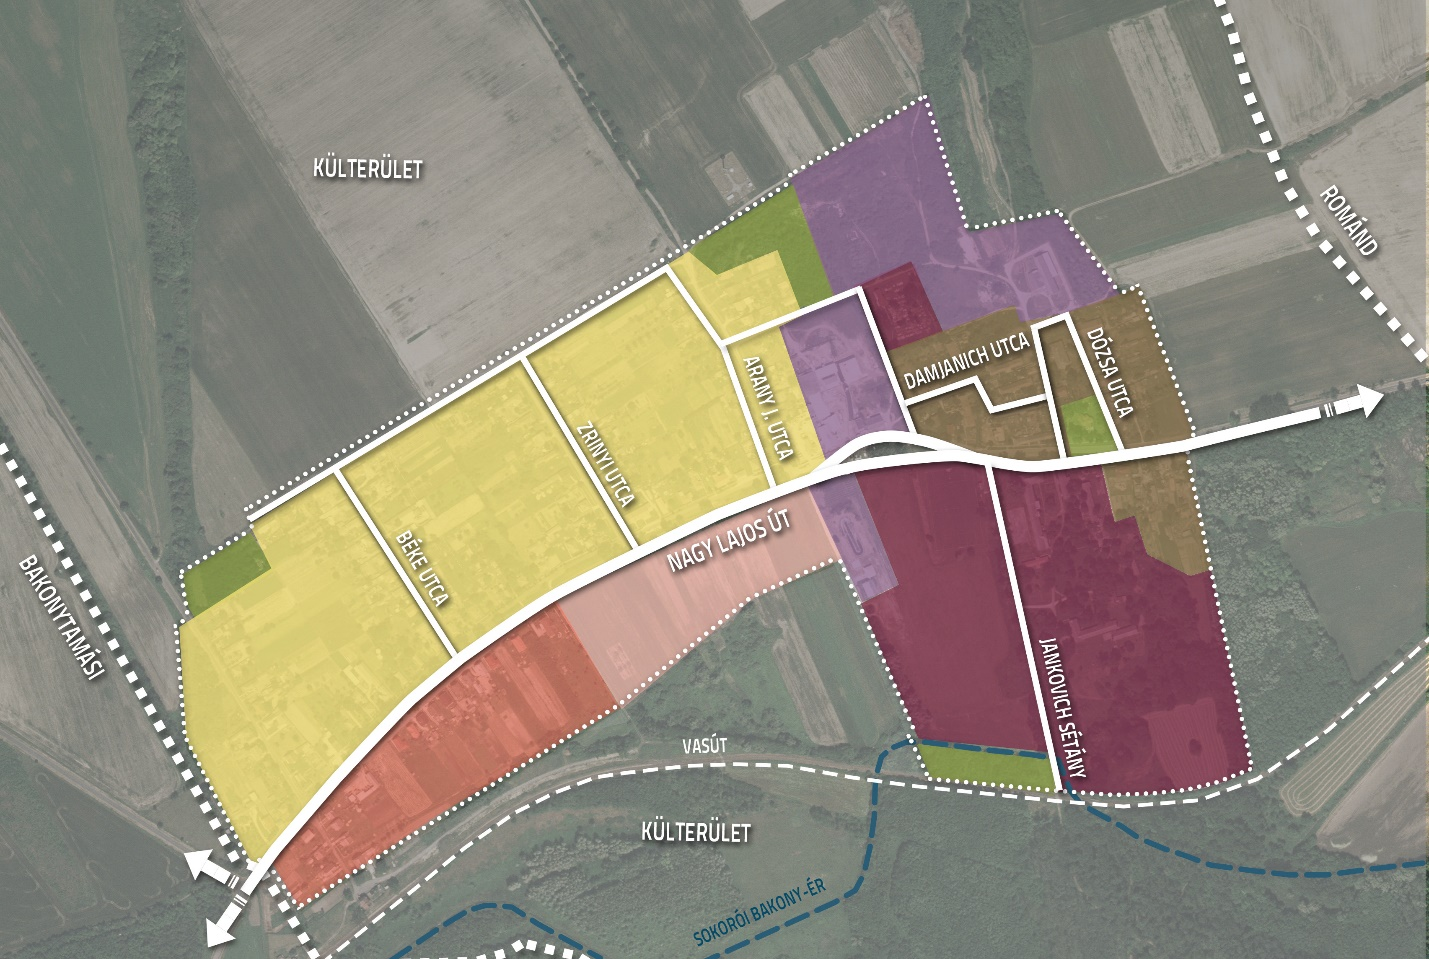 KÜLTERÜLET
ROMÁND
DAMJANICH UTCA
DÓZSA UTCA
ARANY J. UTCA
ZRINYI UTCA
BÉKE UTCA
NAGY LAJOS ÚT
BAKONYTAMÁSI
JANKOVICH SÉTÁNY
VASÚT
KÜLTERÜLET
SOKORÓI BAKONY-ÉR